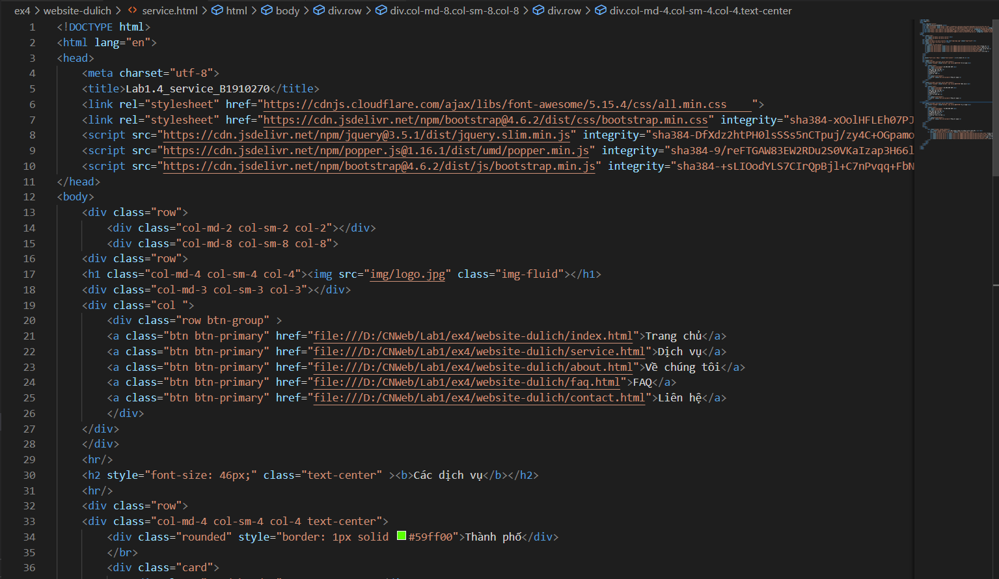 ex4 > website-dulich > <> service.html > html > body > div.row > div.col-md-8.col-sm-8.col-8 > div.row > div.col-md-4.col-sm-4.col-4.text-center
1 <!DOCTYPE html>
2 <html lang="en">
3 <head>
4 <meta charset="utf-8">
5 <title>Lab1.4_service_B1910270</title>
6 <link rel="stylesheet" href="https://cdnjs.cloudflare.com/ajax/libs/font-awesome/5.15.4/css/all.min.css    ">
7 <link rel="stylesheet" href="https://cdn.jsdelivr.net/npm/bootstrap@4.6.2/dist/css/bootstrap.min.css" integrity="sha384-xOolHFLEh07PJ
8 <script src="https://cdn.jsdelivr.net/npm/jquery@3.5.1/dist/jquery.slim.min.js" integrity="sha384-DfXdz2htPH0lsSSs5nCTpuj/zy4C+OGpamo
9 <script src="https://cdn.jsdelivr.net/npm/popper.js@1.16.1/dist/umd/popper.min.js" integrity="sha384-9/reFTGAW83EW2RDu2S0VKaIzap3H66l
10 <script src="https://cdn.jsdelivr.net/npm/bootstrap@4.6.2/dist/js/bootstrap.min.js" integrity="sha384-+sLIOodYLS7CIrQpBjl+C7nPvqq+FbN
11 </head>
12 <body>
13 <div class="row">
14 <div class="col-md-2 col-sm-2 col-2"></div>
15 <div class="col-md-8 col-sm-8 col-8">
16 <div class="row">
17 <h1 class="col-md-4 col-sm-4 col-4"><img src="img/logo.jpg" class="img-fluid"></h1>
18 <div class="col-md-3 col-sm-3 col-3"></div>
19 <div class="col ">
20 <div class="row btn-group" >
21 <a class="btn btn-primary" href="file:///D:/CNWeb/Lab1/ex4/website-dulich/index.html">Trang chủ</a>
22 <a class="btn btn-primary" href="file:///D:/CNWeb/Lab1/ex4/website-dulich/service.html">Dịch vụ</a>
23 <a class="btn btn-primary" href="file:///D:/CNWeb/Lab1/ex4/website-dulich/about.html">Về chúng tôi</a>
24 <a class="btn btn-primary" href="file:///D:/CNWeb/Lab1/ex4/website-dulich/faq.html">FAQ</a>
25 <a class="btn btn-primary" href="file:///D:/CNWeb/Lab1/ex4/website-dulich/contact.html">Liên hệ</a>
26 </div>
27 </div>
28 </div>
29 <hr/>
30 <h2 style="font-size: 46px;" class="text-center" ><b>Các dịch vụ</b></h2>
31 <hr/>
32 <div class="row">
33 <div class="col-md-4 col-sm-4 col-4 text-center">
34 <div class="rounded" style="border: 1px solid #59ff00">Thành phố</div>
35 </br>
36 <div class="card">